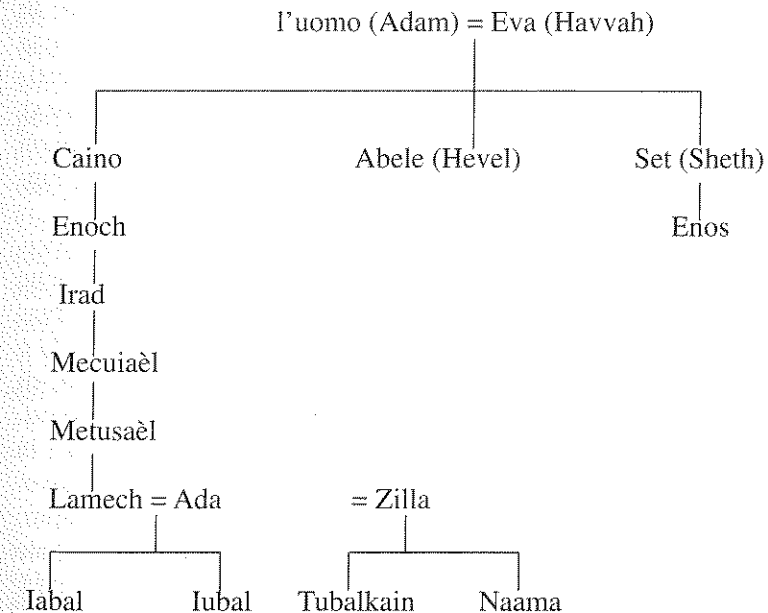 l'uomo (Adam) = Eva (Havvah)
Caino Abele (Hevel) Set (Sheth)
Enoch Enos
Irad
Mecuiaèl
Metusaèl
Lamech = Ada = Zilla
Iabal Iubal Tubalkain Naama